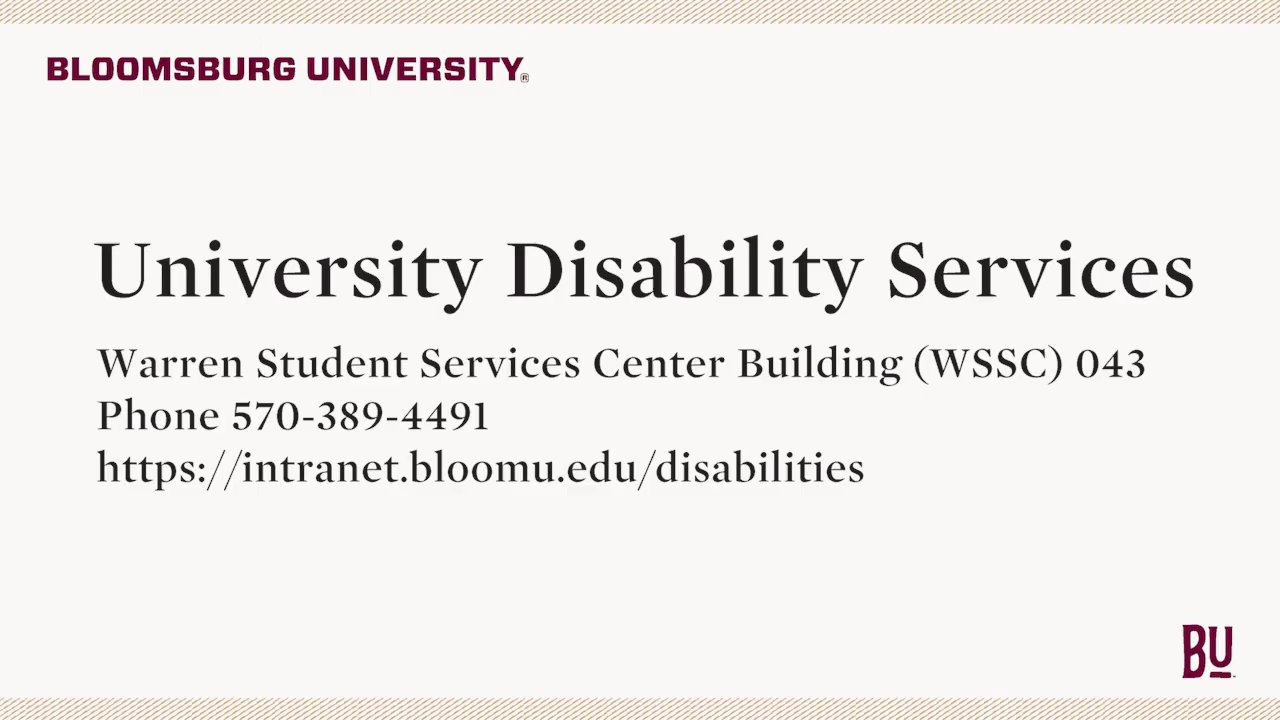 BLOOMSBURG UNIVERSITY®
University Disability Services
Warren Student Services Center Building (WSSC) 043
Phone 570-389-4491
https://intranet.bloomu.edu/disabilities
BU